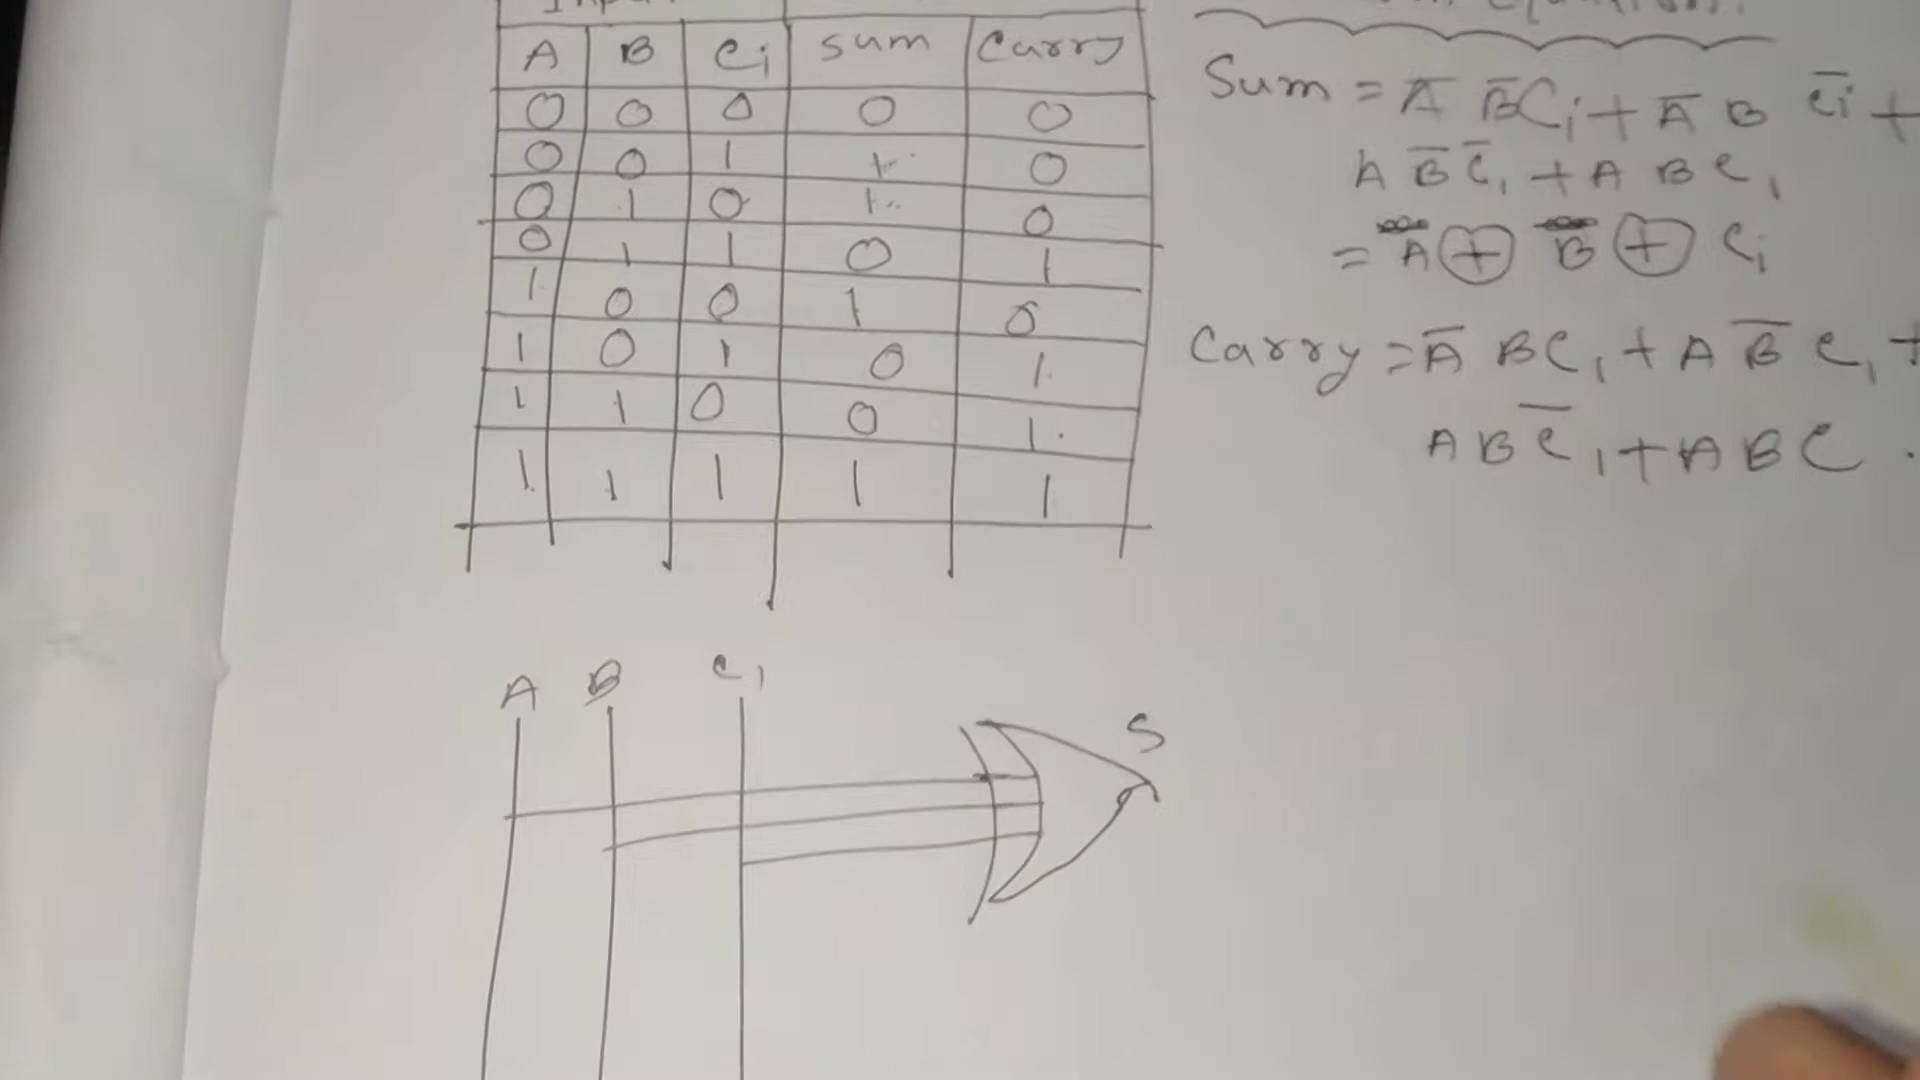 A B Ci Sum Carry
0 0 0 0 0
0 0 1 1 0
0 1 0 1 0
0 1 1 0 1
1 0 0 1 0
1 0 1 0 1
1 1 0 0 1
1 1 1 1 1
Sum = A̅ B̅Ci + A̅ B C̅i +
A B̅ C̅1 + A B C1
= A ⊕ B ⊕ Ci
Carry = A̅ BC1 + A B̅ C1 +
A B C̅1 + A B C .
A B C1
S